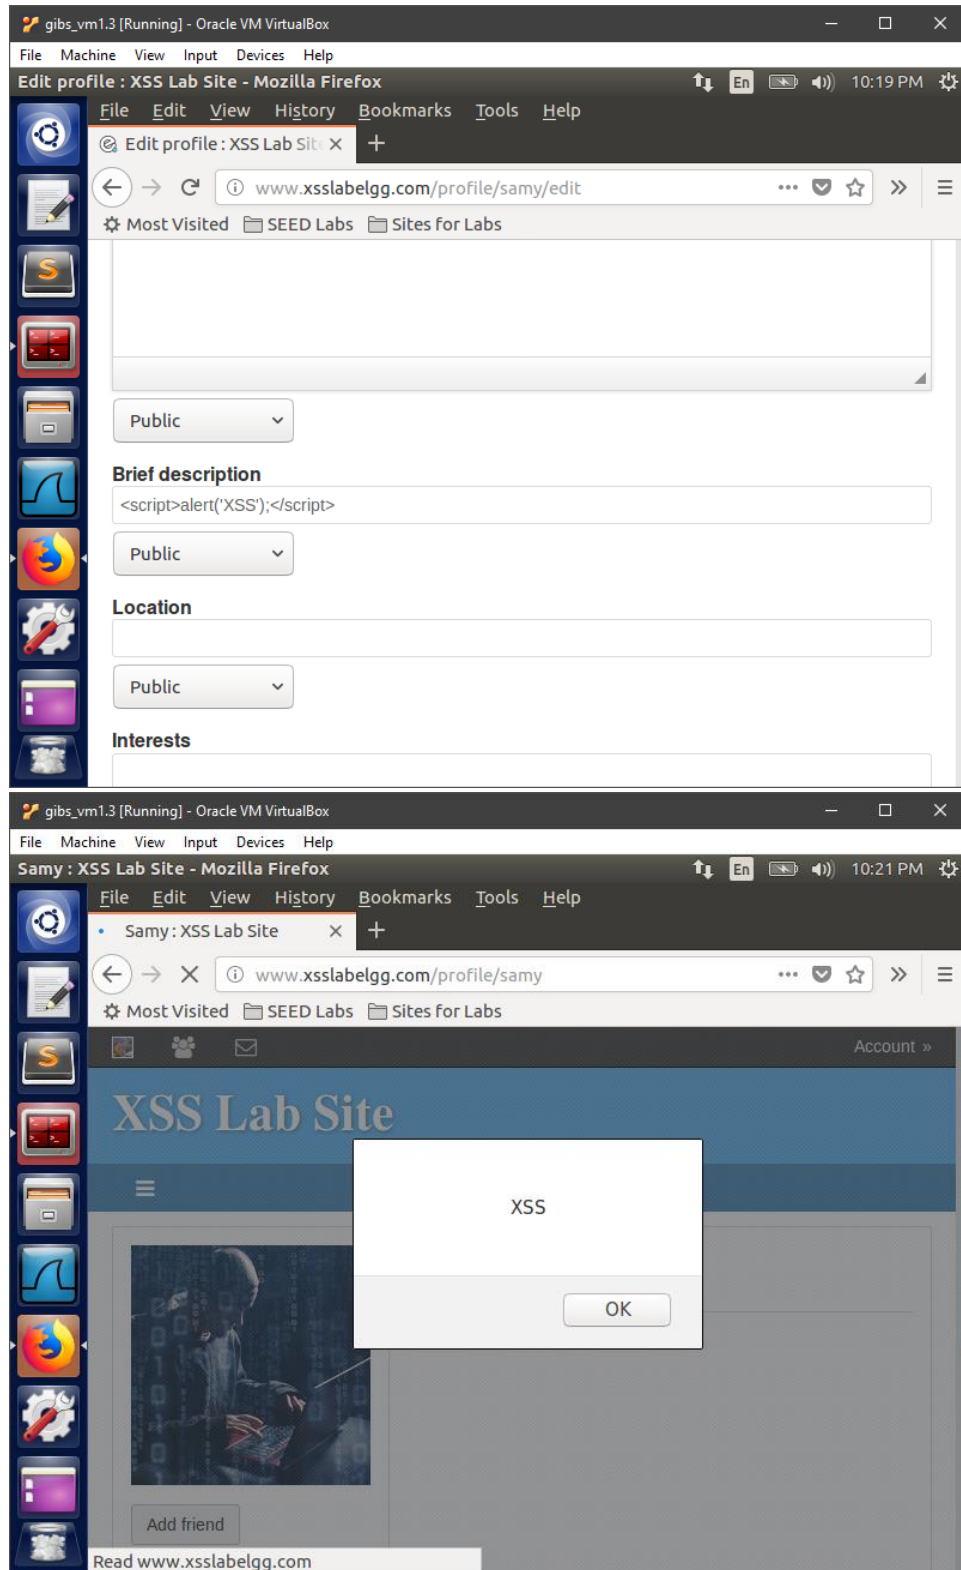 gibs_vm1.3 [Running] - Oracle VM VirtualBox
File Machine View Input Devices Help
Edit profile : XSS Lab Site - Mozilla Firefox En 10:19 PM
File Edit View History Bookmarks Tools Help
Edit profile : XSS Lab Sit
www.xsslabelgg.com/profile/samy/edit
Most Visited SEED Labs Sites for Labs
Public
Brief description
<script>alert('XSS');</script>
Public
Location
Public
Interests
gibs_vm1.3 [Running] - Oracle VM VirtualBox
File Machine View Input Devices Help
Samy : XSS Lab Site - Mozilla Firefox En 10:21 PM
File Edit View History Bookmarks Tools Help
Samy : XSS Lab Site
www.xsslabelgg.com/profile/samy
Most Visited SEED Labs Sites for Labs
Account »
XSS Lab Site
XSS
OK
Add friend
Read www.xsslabelgg.com